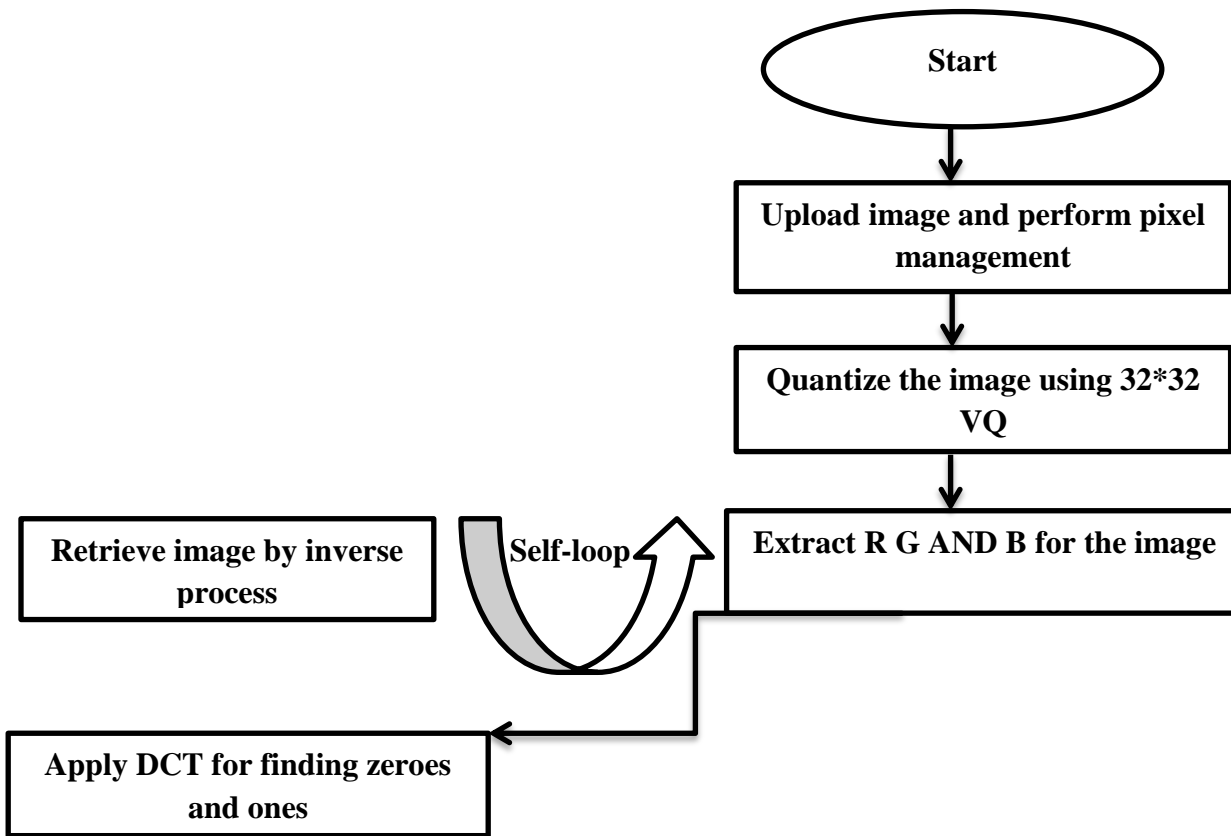 Start
Upload image and perform pixel
management
Quantize the image using 32*32
VQ
Extract R G AND B for the image
Self-loop
Retrieve image by inverse
process
Apply DCT for finding zeroes
and ones